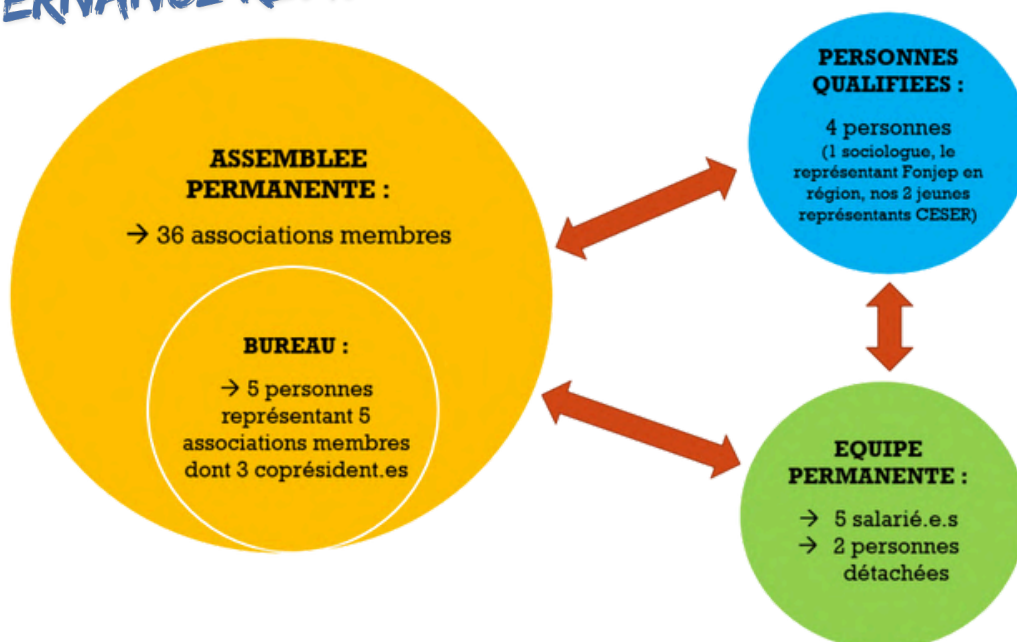 ASSEMBLEE
PERMANENTE :
→ 36 associations membres
BUREAU :
→ 5 personnes
représentant 5
associations membres
dont 3 coprésident.es
PERSONNES
QUALIFIEES :
4 personnes
(1 sociologue, le
représentant Fonjep en
région, nos 2 jeunes
représentants CESER)
EQUIPE
PERMANENTE :
→ 5 salarié.e.s
→ 2 personnes
détachées